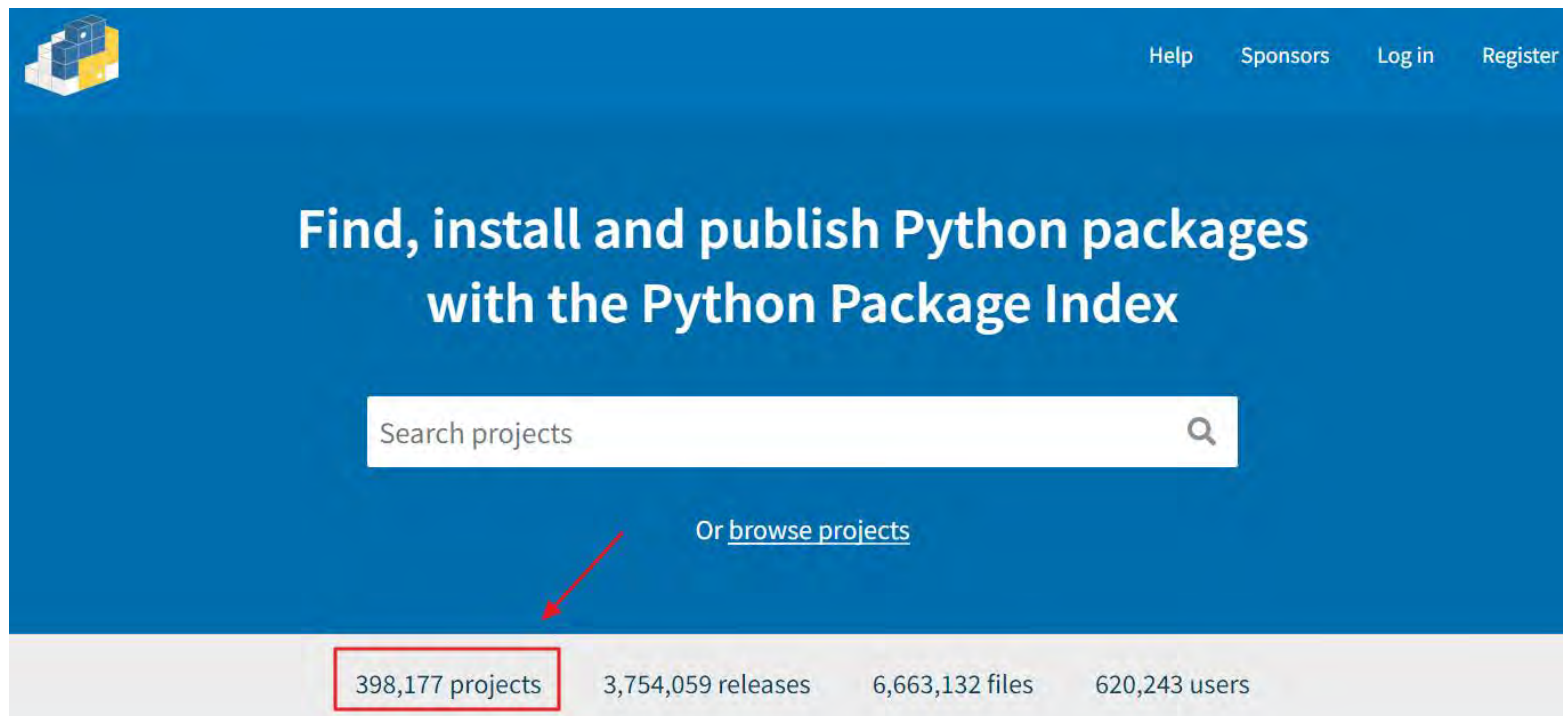 Help Sponsors Log in Register
Find, install and publish Python packages
with the Python Package Index
Search projects
Or browse projects
398,177 projects 3,754,059 releases 6,663,132 files 620,243 users